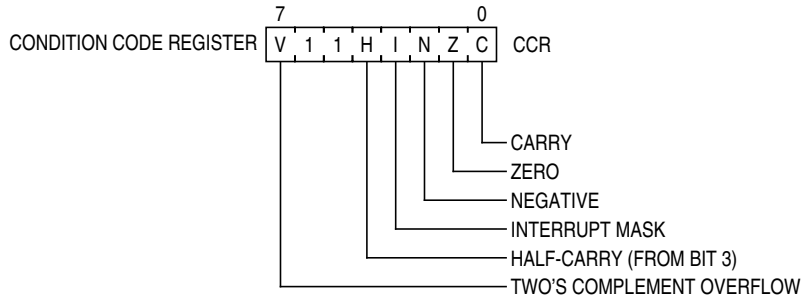 7 0
CONDITION CODE REGISTER V 1 1 H I N Z C CCR
CARRY
ZERO
NEGATIVE
INTERRUPT MASK
HALF-CARRY (FROM BIT 3)
TWO'S COMPLEMENT OVERFLOW